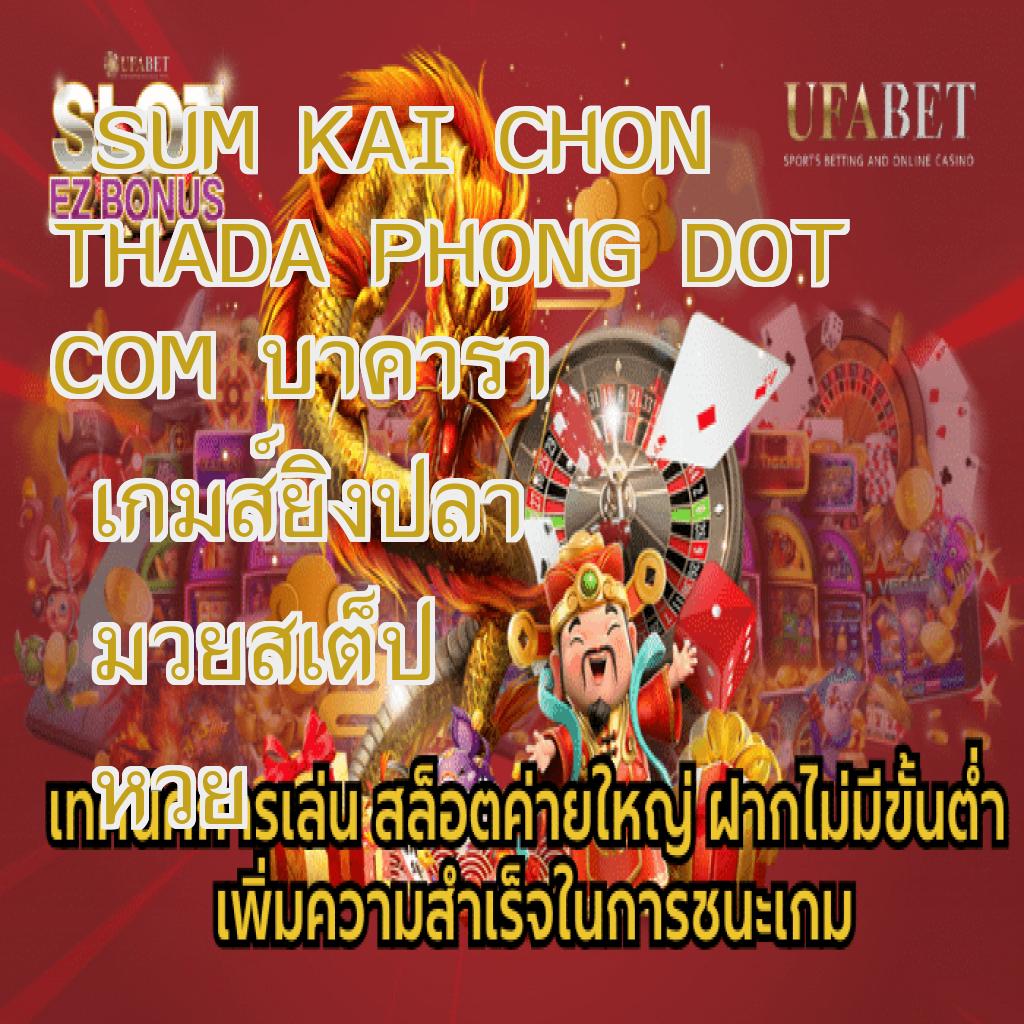 UFABET
SLOT
EZ BONUS
UFABET
SPORTS BETTING AND ONLINE CASINO
SUM KAI CHON
THADA PHỌNG DOT
COM บาคารา
เกมส์ยิงปลา
มวยสเต็ป
หวย
สล็อตค่ายใหญ่ ฝากไม่มีขั้นต่ำ
เพิ่มความสำเร็จในการชนะเกม